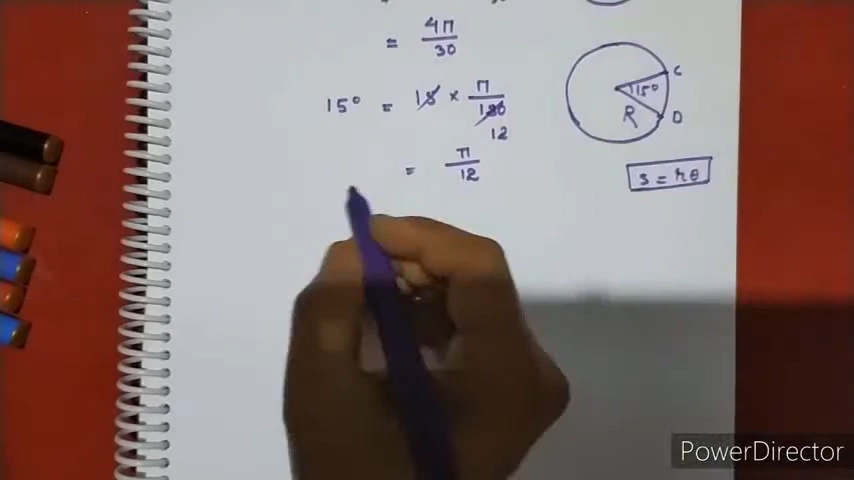 = 4π/30
15° = 15 × π/180
12
= π/12
C
15°
R
D
s = rθ
PowerDirector